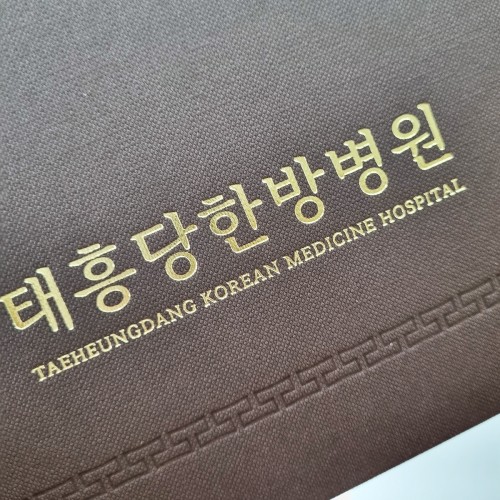 태흥당한방병원
TAEHEUNGDANG KOREAN MEDICINE HOSPITAL